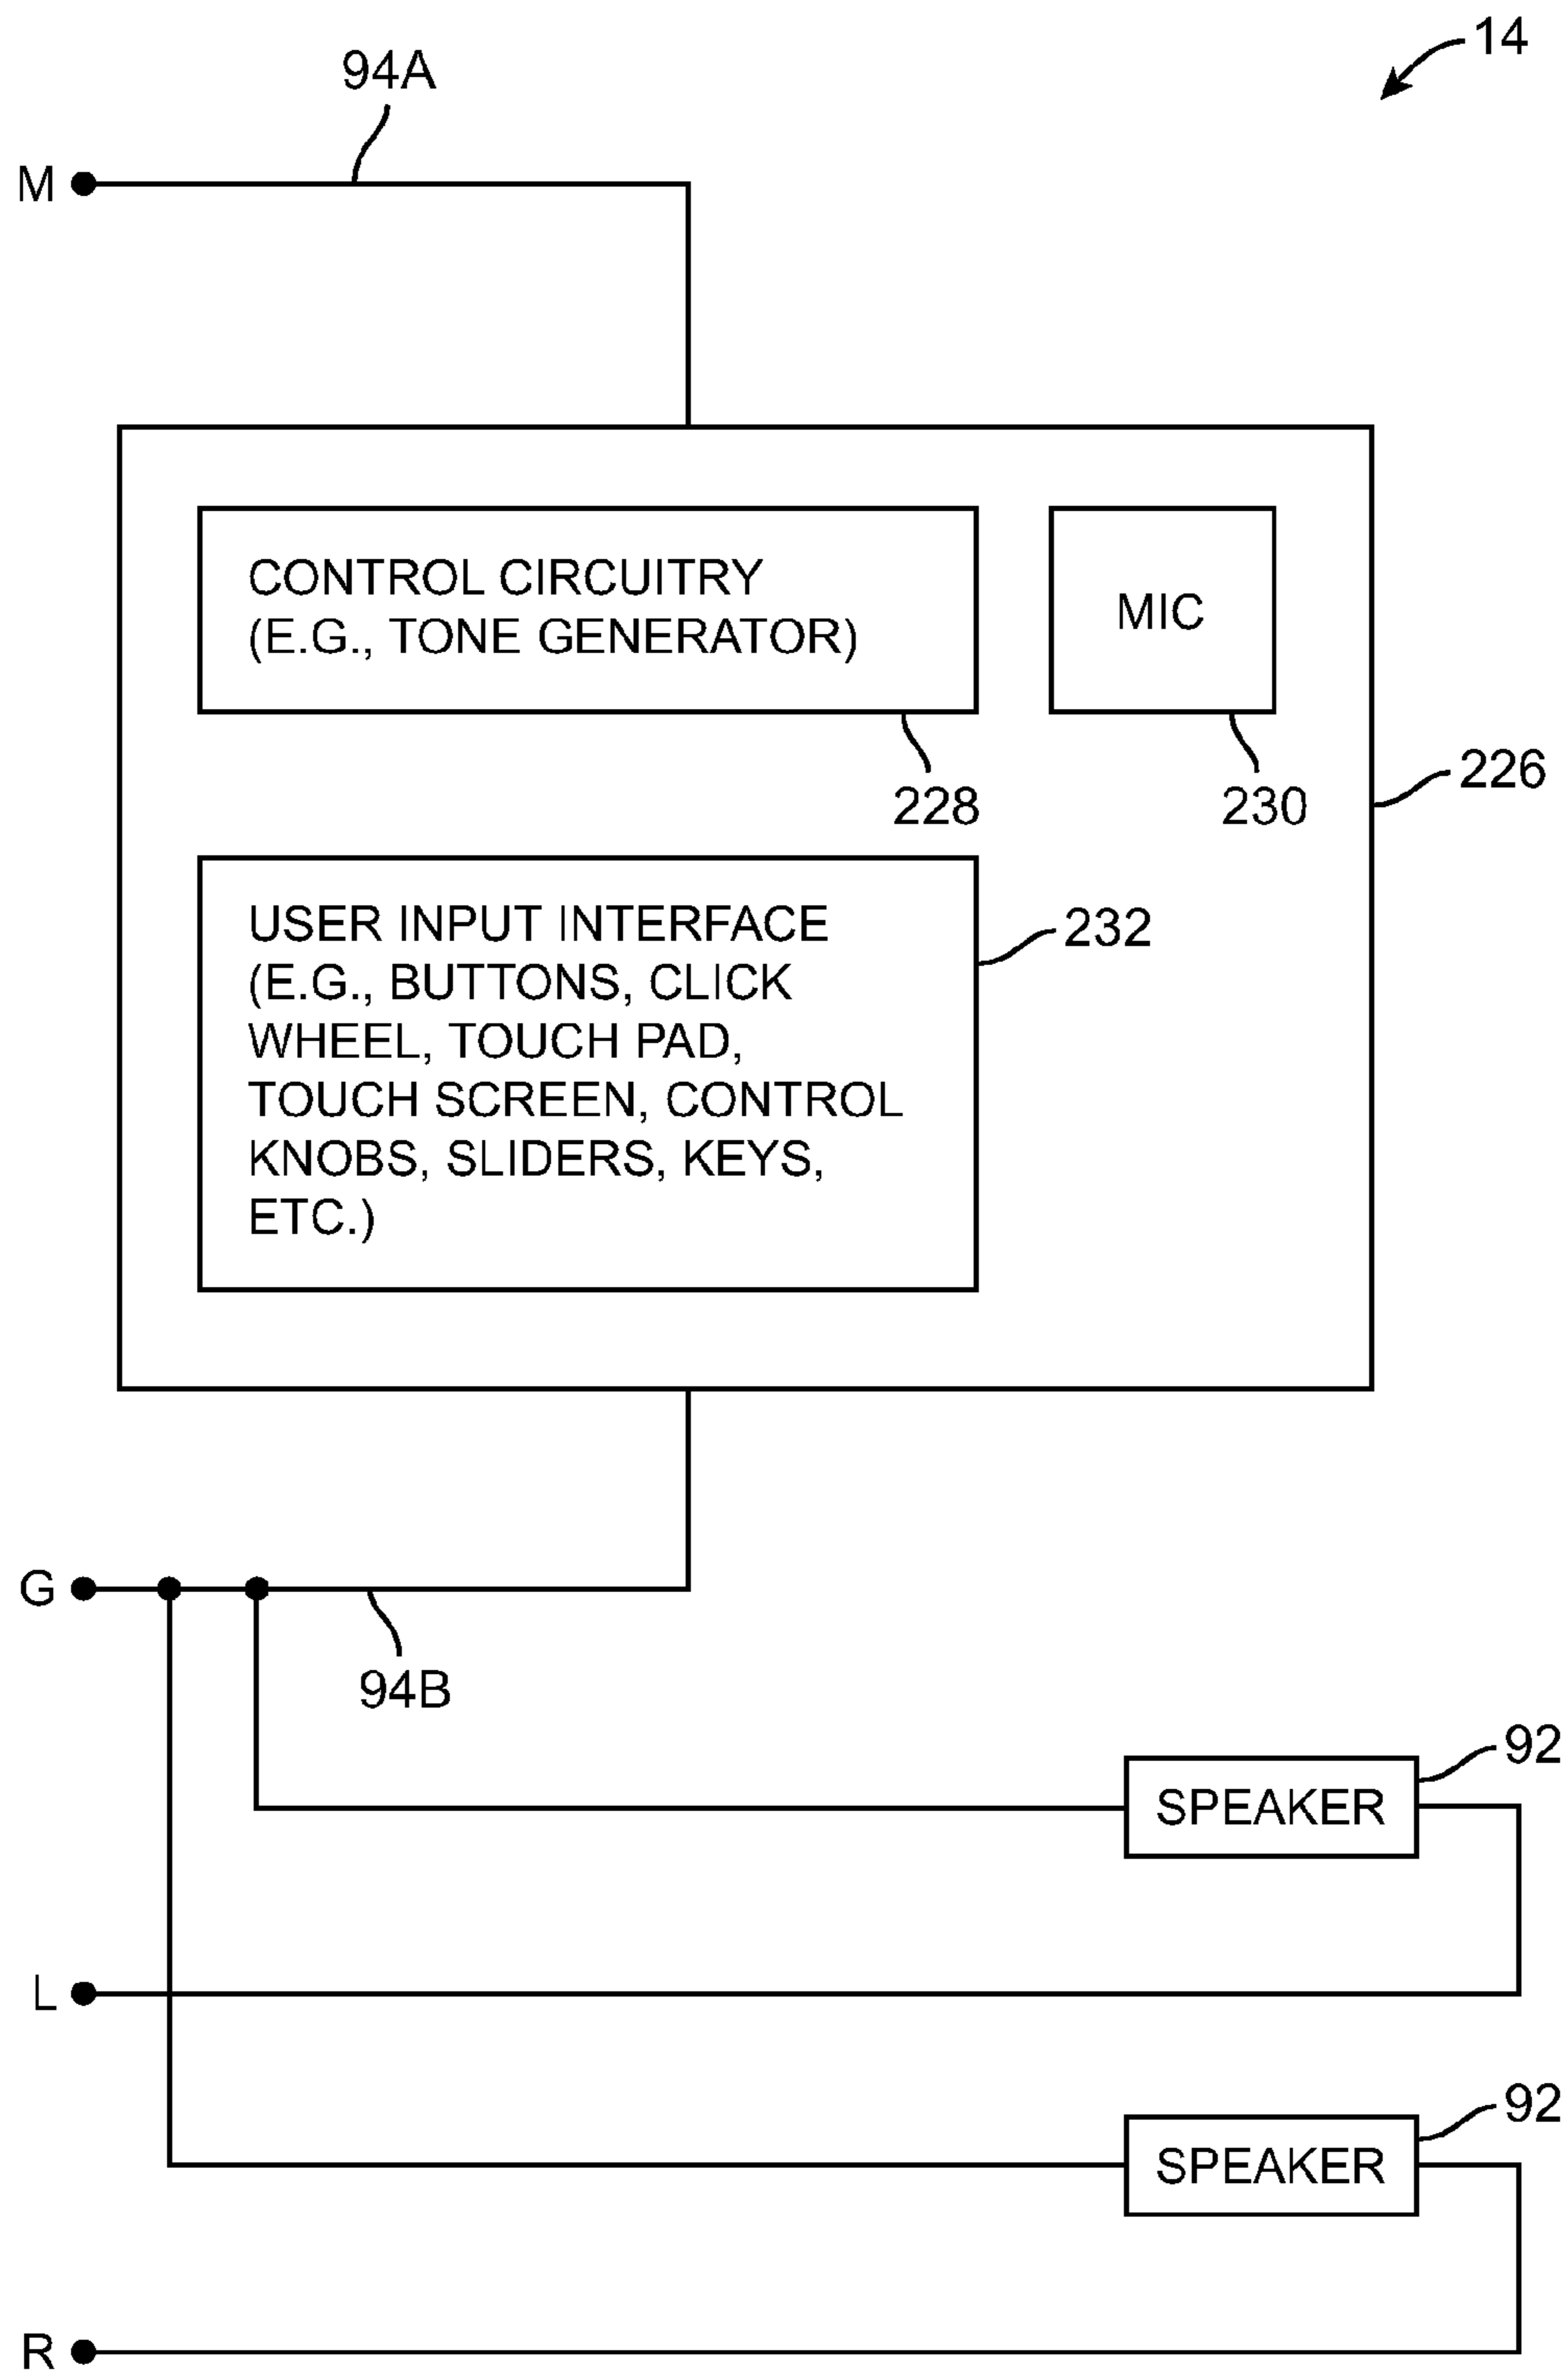 14
94A
M
CONTROL CIRCUITRY
(E.G., TONE GENERATOR)
MIC
228
230
226
USER INPUT INTERFACE
(E.G., BUTTONS, CLICK
WHEEL, TOUCH PAD,
TOUCH SCREEN, CONTROL
KNOBS, SLIDERS, KEYS,
ETC.)
232
G
94B
92
SPEAKER
L
92
SPEAKER
R